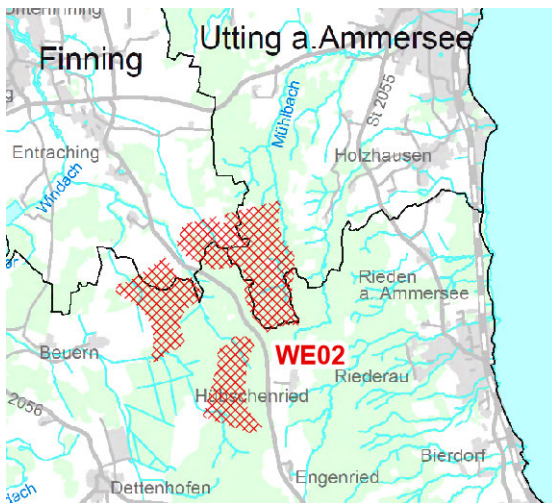 Utting a.Ammersee
Finning
Mühlbach
St 2055
Entraching
Holzhausen
Windach
Rieden
a. Ammersee
Beuern
WE02
Riederau
Hübschenried
2056
Bierdorf
Engenried
Dettenhofen